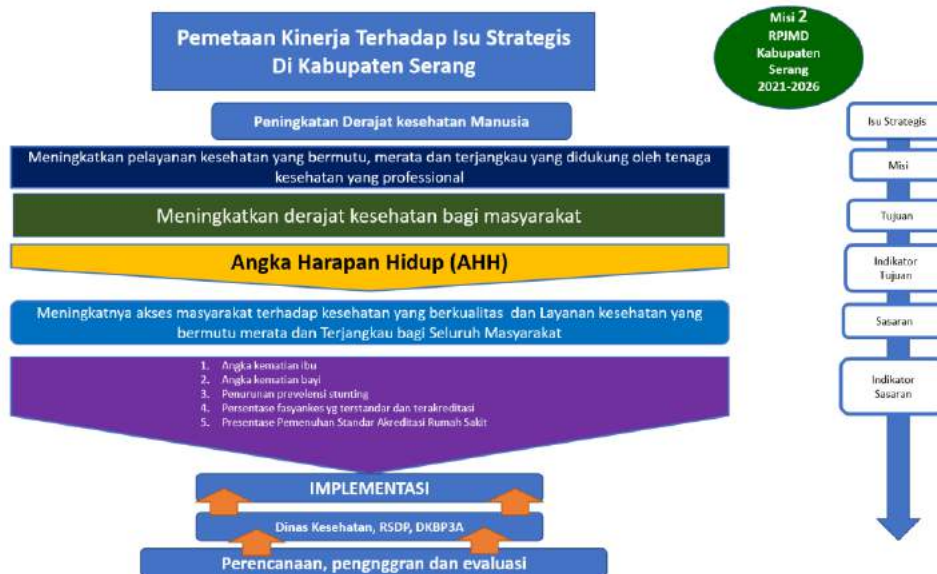 Pemetaan Kinerja Terhadap Isu Strategis
Di Kabupaten Serang
Misi 2
RPJMD
Kabupaten
Serang
2021-2026
Peningkatan Derajat kesehatan Manusia
Isu Strategis
Meningkatkan pelayanan kesehatan yang bermutu, merata dan terjangkau yang didukung oleh tenaga
kesehatan yang professional
Misi
Meningkatkan derajat kesehatan bagi masyarakat
Tujuan
Angka Harapan Hidup (AHH)
Indikator
Tujuan
Meningkatnya akses masyarakat terhadap kesehatan yang berkualitas dan Layanan kesehatan yang
bermutu merata dan Terjangkau bagi Seluruh Masyarakat
Sasaran
1. Angka kematian ibu
2. Angka kematian bayi
3. Penurunan prevelensi stunting
4. Persentase fasyankes yg terstandar dan terakreditasi
5. Presentase Pemenuhan Standar Akreditasi Rumah Sakit
Indikator
Sasaran
IMPLEMENTASI
Dinas Kesehatan, RSDP, DKBP3A
Perencanaan, pengnggran dan evaluasi